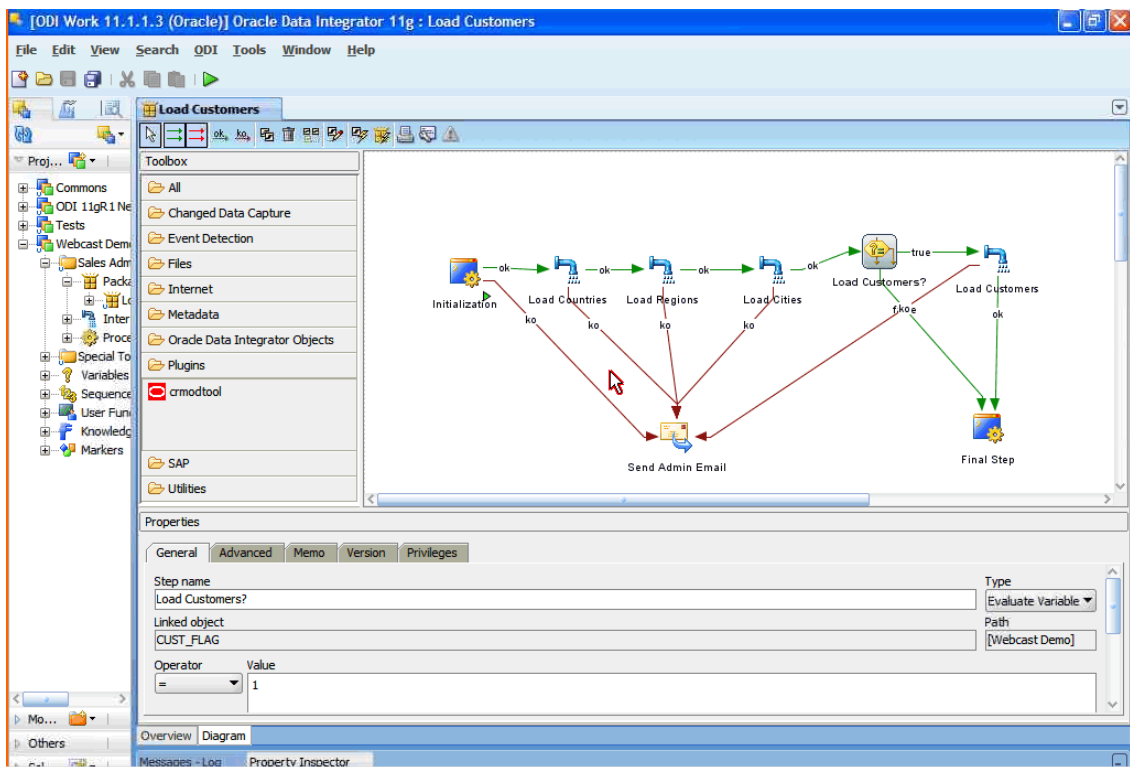 [ODI Work 11.1.1.3 (Oracle)] Oracle Data Integrator 11g : Load Customers
File Edit View Search ODI Tools Window Help
Load Customers
ok ko
Proj...
Toolbox
Commons
ODI 11gR1 Ne
Tests
Webcast Dem
Sales Adm
Packa
Lo
Inter
Proce
Special To
Variables
Sequence
User Fun
Knowledg
Markers
All
Changed Data Capture
Event Detection
Files
Internet
Metadata
Oracle Data Integrator Objects
Plugins
crmodtool
SAP
Utilities
ok ok ok ok true
Initialization Load Countries Load Regions Load Cities Load Customers? Load Customers
ko ko ko ok
Send Admin Email
Final Step
Properties
General Advanced Memo Version Privileges
Step name Type
Load Customers? Evaluate Variable
Linked object Path
CUST_FLAG [Webcast Demo]
Operator Value
= 1
Mo...
Others
Overview Diagram
Messages - Log Property Inspector